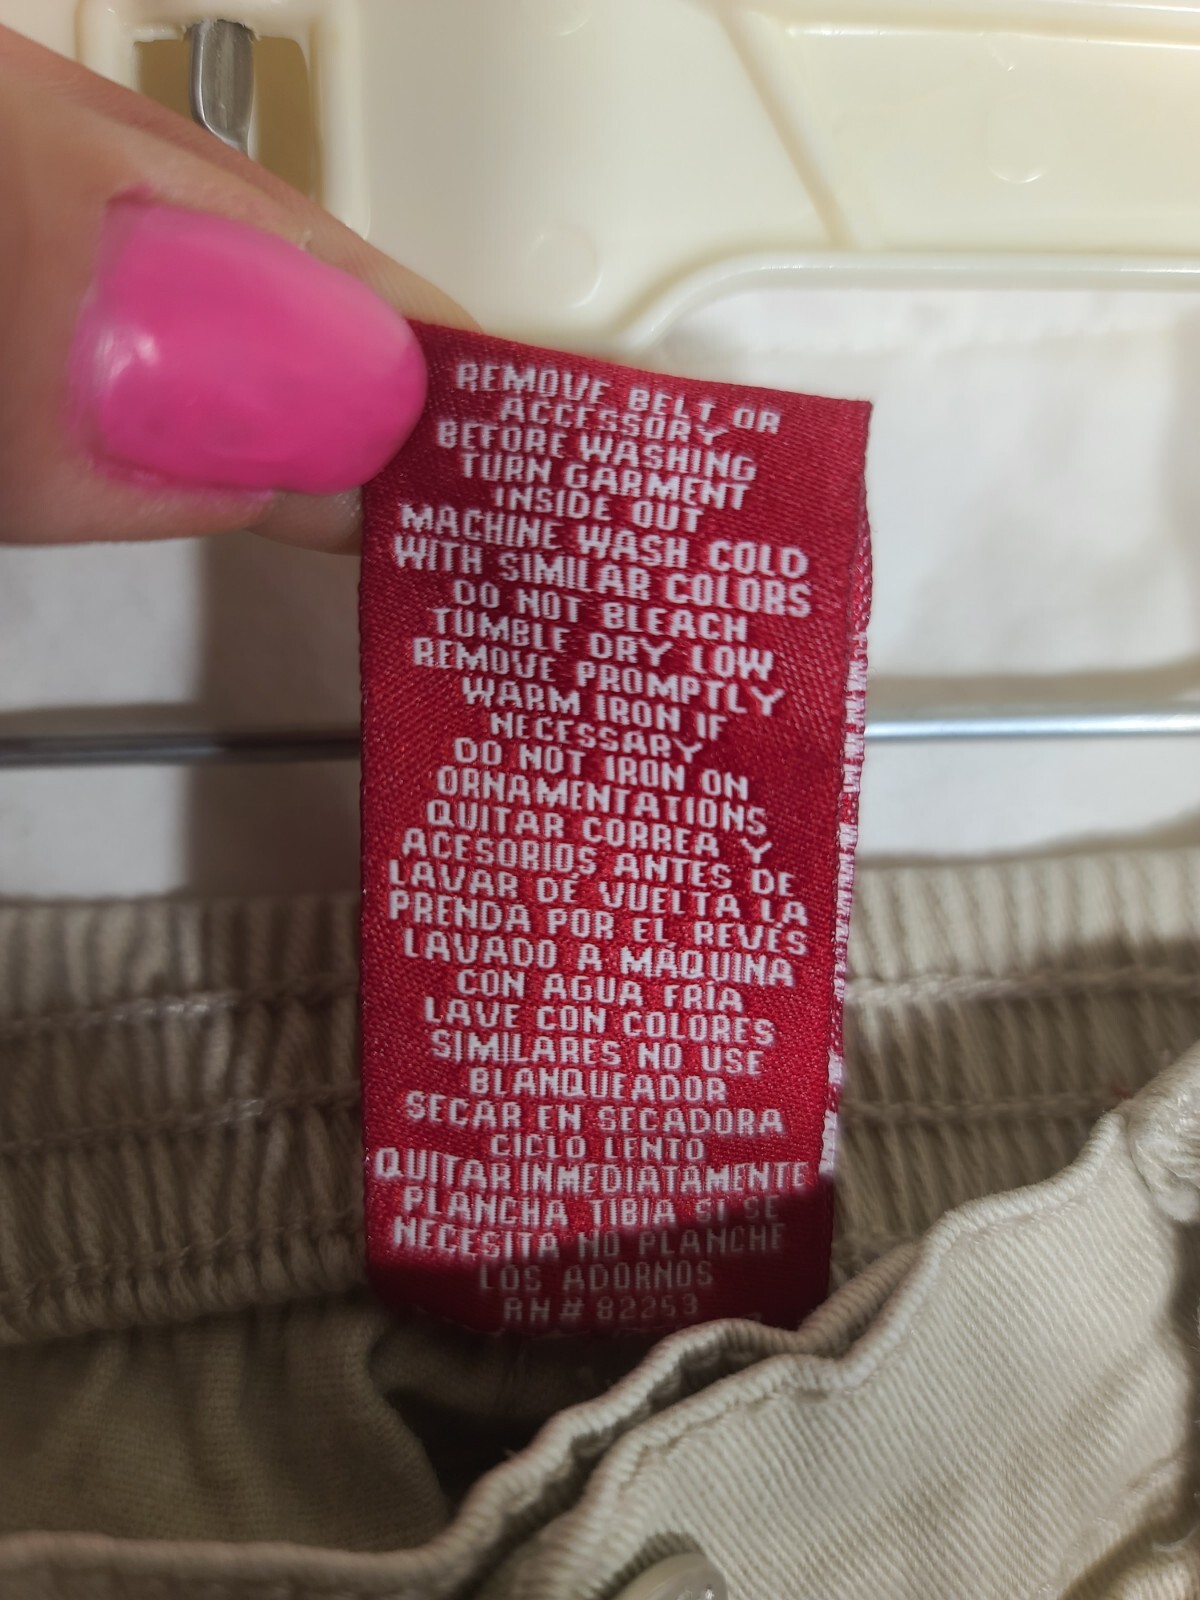 REMOVE BELT OR
ACCESSORY
BEFORE WASHING
TURN GARMENT
INSIDE OUT
MACHINE WASH COLD
WITH SIMILAR COLORS
DO NOT BLEACH
TUMBLE DRY LOW
REMOVE PROMPTLY
WARM IRON IF
NECESSARY
DO NOT IRON ON
ORNAMENTATIONS
QUITAR CORREA Y
ACESORIOS ANTES DE
LAVAR DE VUELTA LA
PRENDA POR EL REVÉS
LAVADO A MÁQUINA
CON AGUA FRÍA
LAVE CON COLORES
SIMILARES NO USE
BLANQUEADOR
SECAR EN SECADORA
CICLO LENTO
QUITAR INMEDIATAMENTE
PLANCHA TIBIA SI SE
NECESITA NO PLANCHE
LOS ADORNOS
RN# 82253